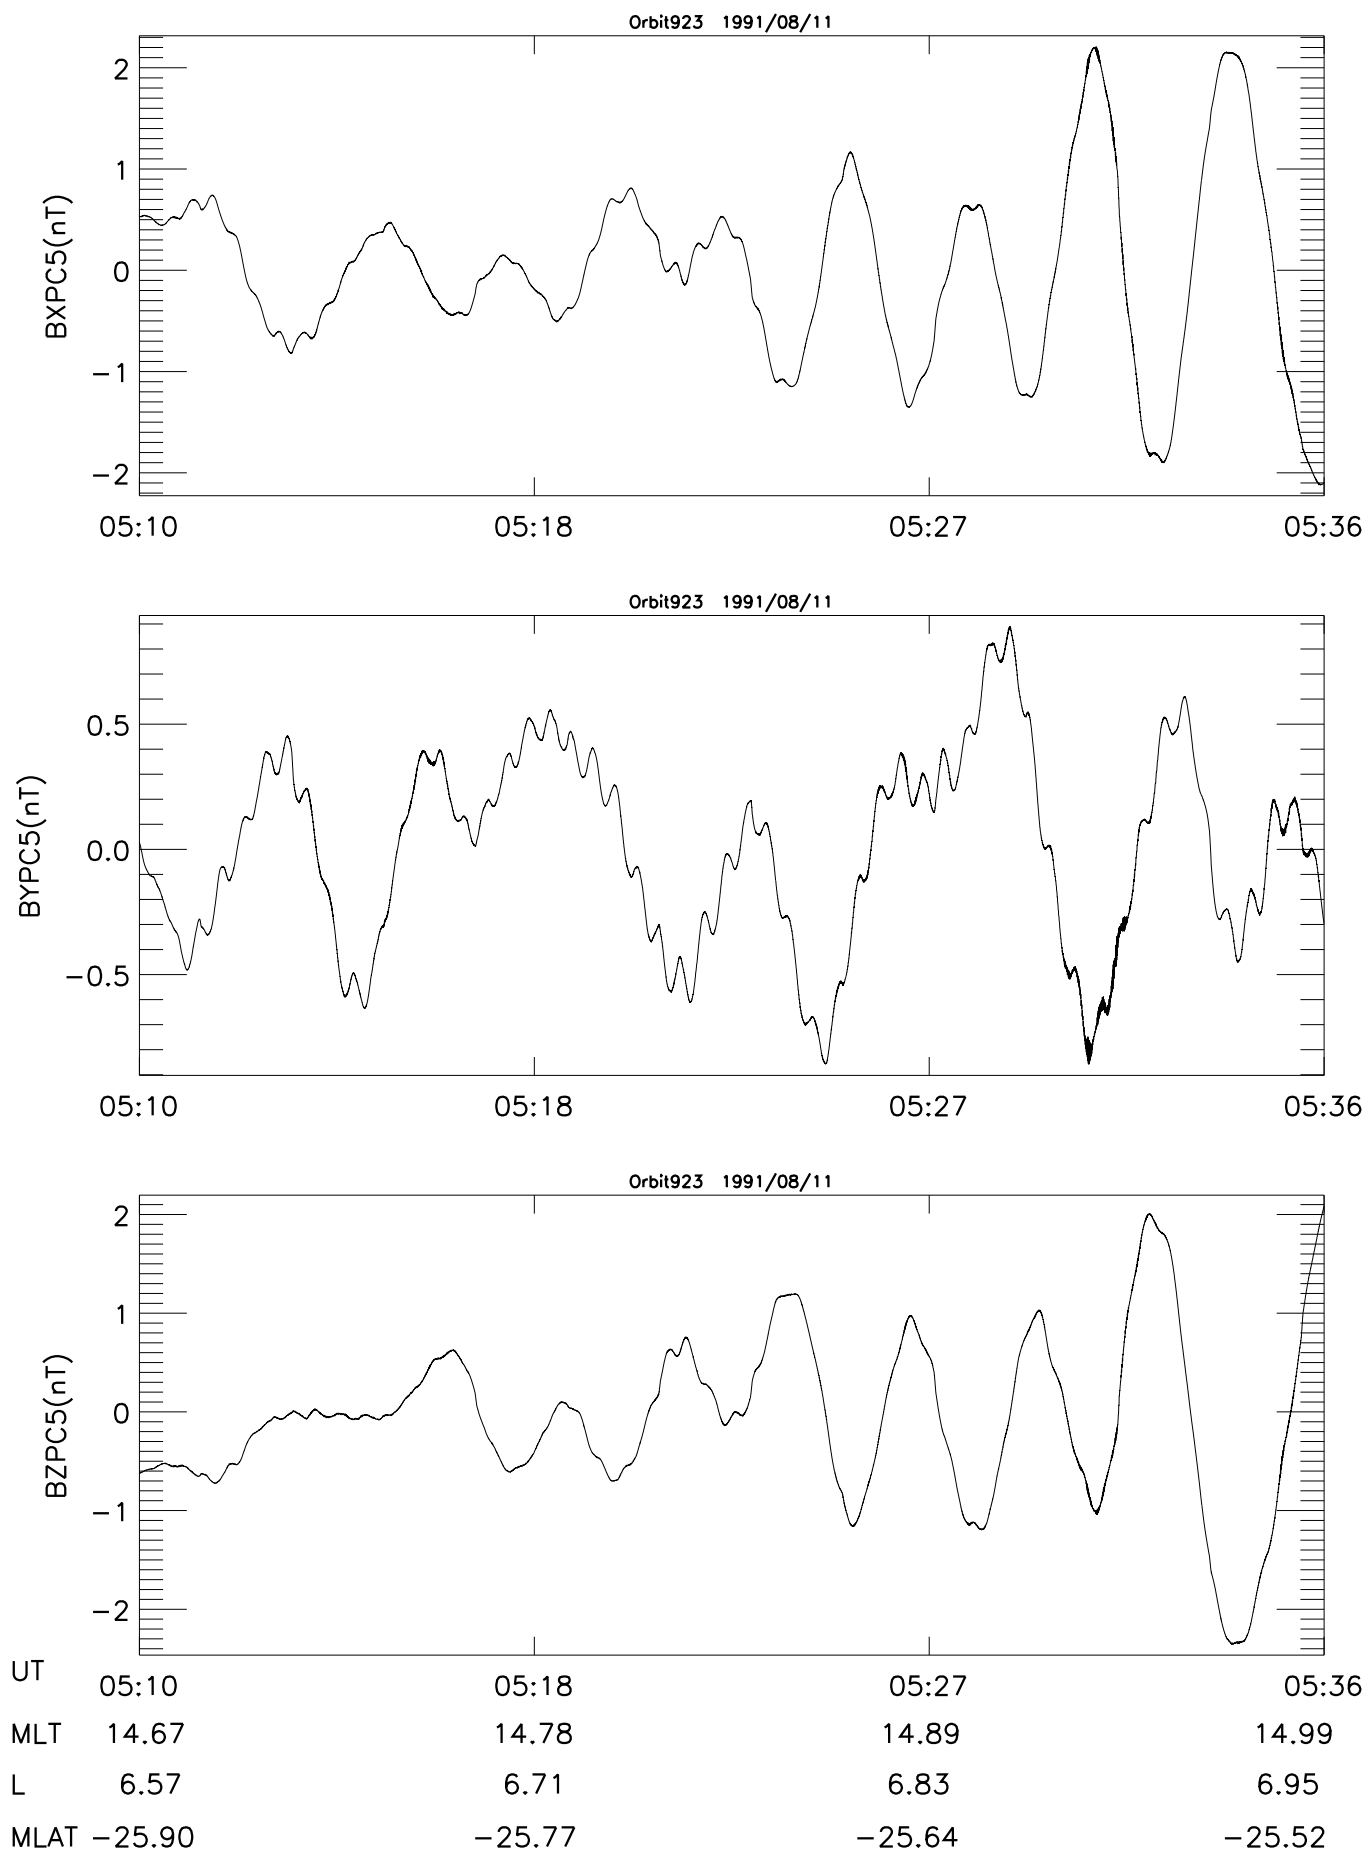 Orbit923 1991/08/11
BXPC5(nT)
2
1
0
−1
−2
05:10 05:18 05:27 05:36
Orbit923 1991/08/11
BYPC5(nT)
0.5
0.0
−0.5
05:10 05:18 05:27 05:36
Orbit923 1991/08/11
BZPC5(nT)
2
1
0
−1
−2
UT 05:10 05:18 05:27 05:36
MLT 14.67 14.78 14.89 14.99
L 6.57 6.71 6.83 6.95
MLAT −25.90 −25.77 −25.64 −25.52